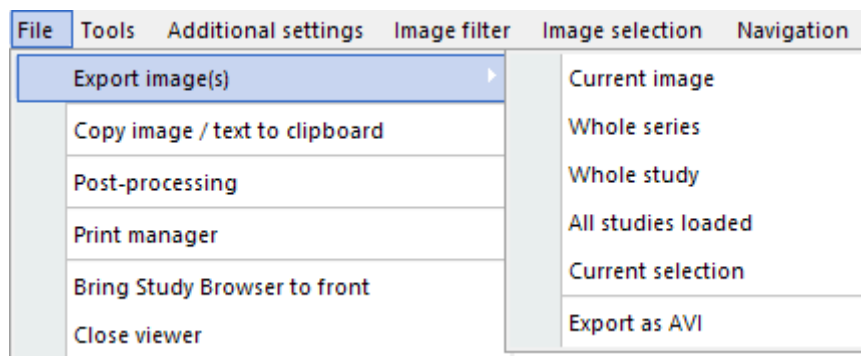 File Tools Additional settings Image filter Image selection Navigation
Export image(s)
Copy image / text to clipboard
Post-processing
Print manager
Bring Study Browser to front
Close viewer
Current image
Whole series
Whole study
All studies loaded
Current selection
Export as AVI